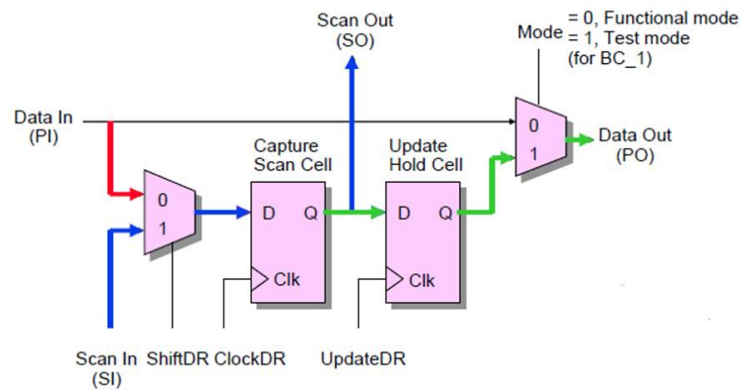 Scan Out
(SO)
Mode
= 0, Functional mode
= 1, Test mode
(for BC_1)
Data In
(PI)
Capture
Scan Cell
Update
Hold Cell
0
1
Data Out
(PO)
0
1
D Q
D Q
Clk
Clk
Scan In
(SI)
ShiftDR
ClockDR
UpdateDR